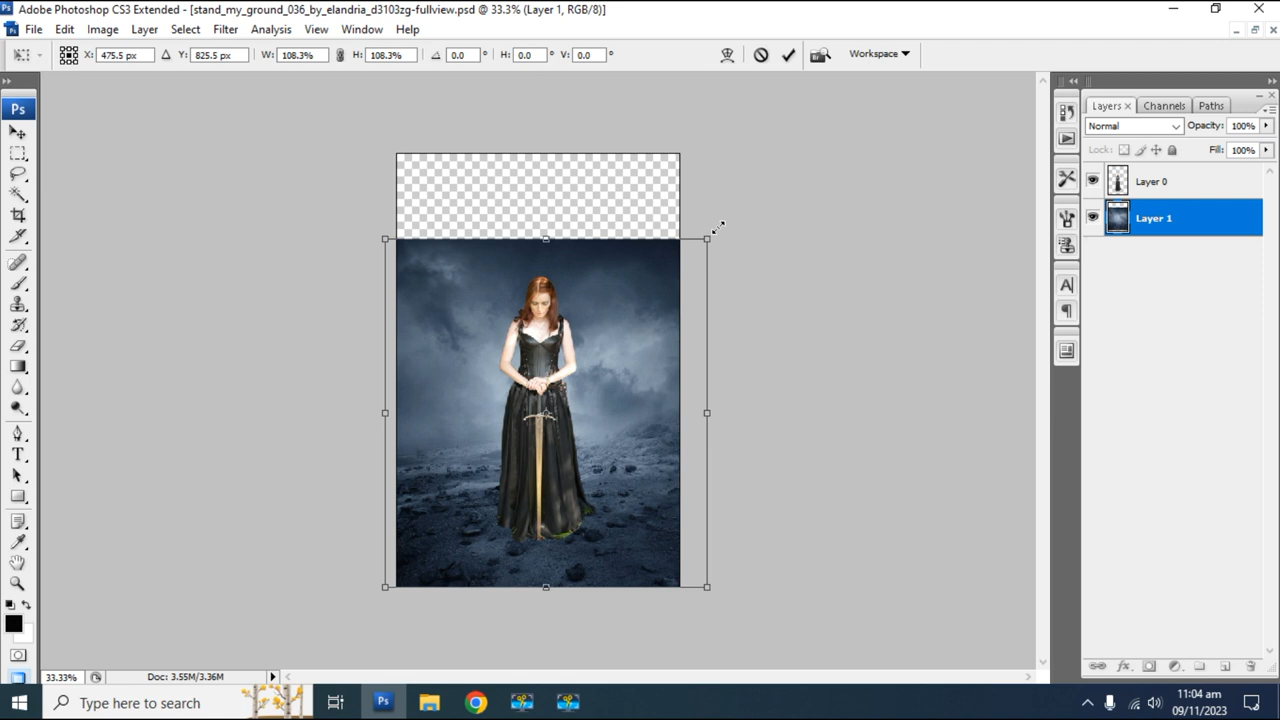 Adobe Photoshop CS3 Extended - [stand_my_ground_036_by_elandria_d3103zg-fullview.psd @ 33.3% (Layer 1, RGB/8)]
File Edit Image Layer Select Filter Analysis View Window Help
X: 475.5 px Y: 825.5 px W: 108.3% H: 108.3% 0.0 ° H: 0.0 ° V: 0.0 ° Workspace
Ps
Layers x Channels Paths
Normal Opacity: 100%
Lock: Fill: 100%
Layer 0
Layer 1
33.33% Doc: 3.55M/3.36M
Type here to search
Ps
11:04 am
09/11/2023